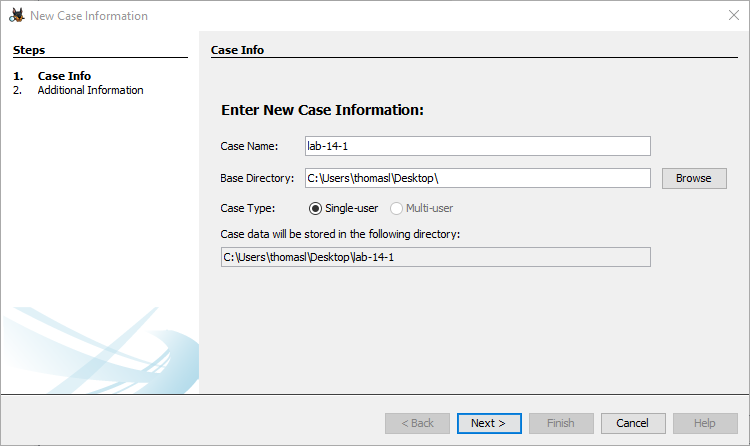 New Case Information
Steps
1. Case Info
2. Additional Information
Case Info
Enter New Case Information:
Case Name: lab-14-1
Base Directory: C:\Users\thomasl\Desktop\ Browse
Case Type: Single-user Multi-user
Case data will be stored in the following directory:
C:\Users\thomasl\Desktop\lab-14-1
< Back Next > Finish Cancel Help